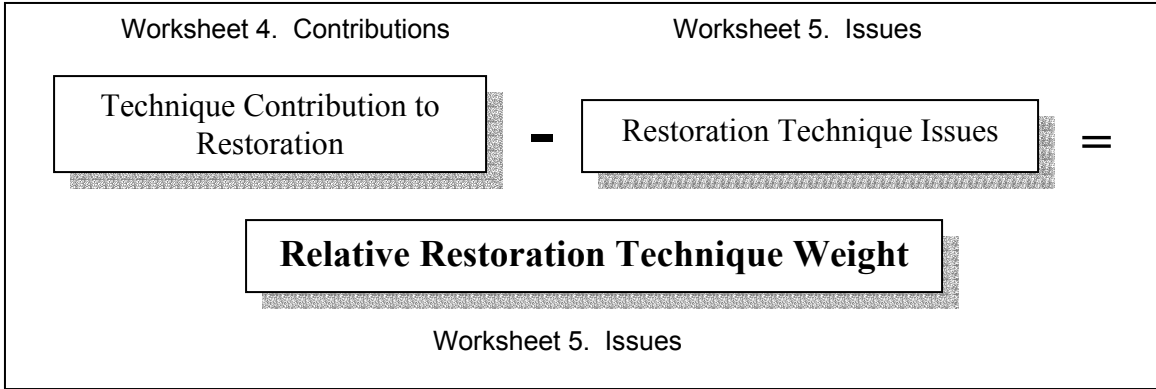 Worksheet 4. Contributions
Worksheet 5. Issues
Technique Contribution to
Restoration
-
Restoration Technique Issues
=
Relative Restoration Technique Weight
Worksheet 5. Issues